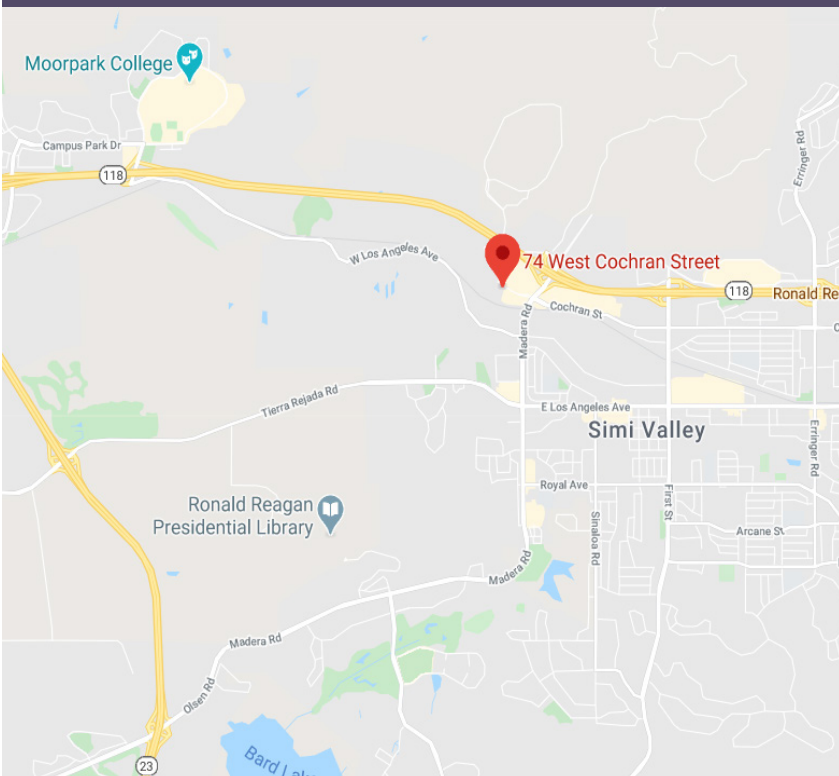 Moorpark College
Campus Park Dr
118
Erringer Rd
W Los Angeles Ave
74 West Cochran Street
118
Ronald Re
Cochran St
Madera Rd
C
Tierra Rejada Rd
E Los Angeles Ave
Simi Valley
Erringer Rd
Royal Ave
First St
Ronald Reagan
Presidential Library
Sinaloa Rd
Arcane St
Madera Rd
Madera Rd
Olsen Rd
Bard Lake
23